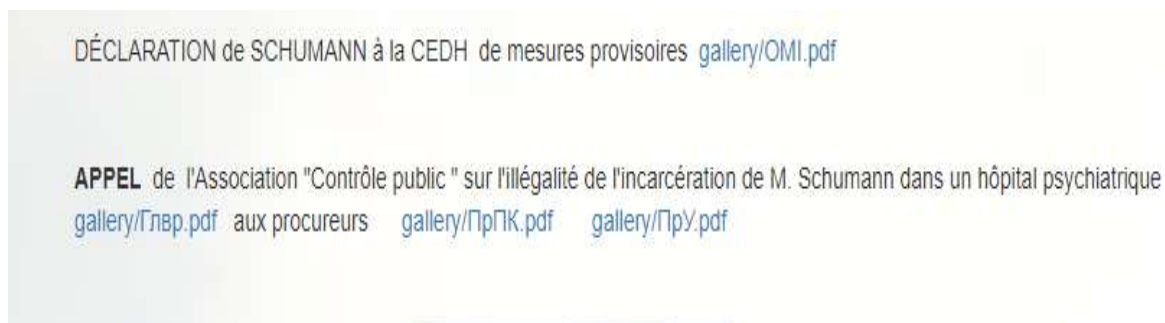 DÉCLARATION de SCHUMANN à la CEDH de mesures provisoires gallery/OMI.pdf
APPEL de l'Association "Contrôle public " sur l'illégalité de l'incarcération de M. Schumann dans un hôpital psychiatrique
gallery/Глвр.pdf aux procureurs gallery/ПрПК.pdf gallery/ПрУ.pdf